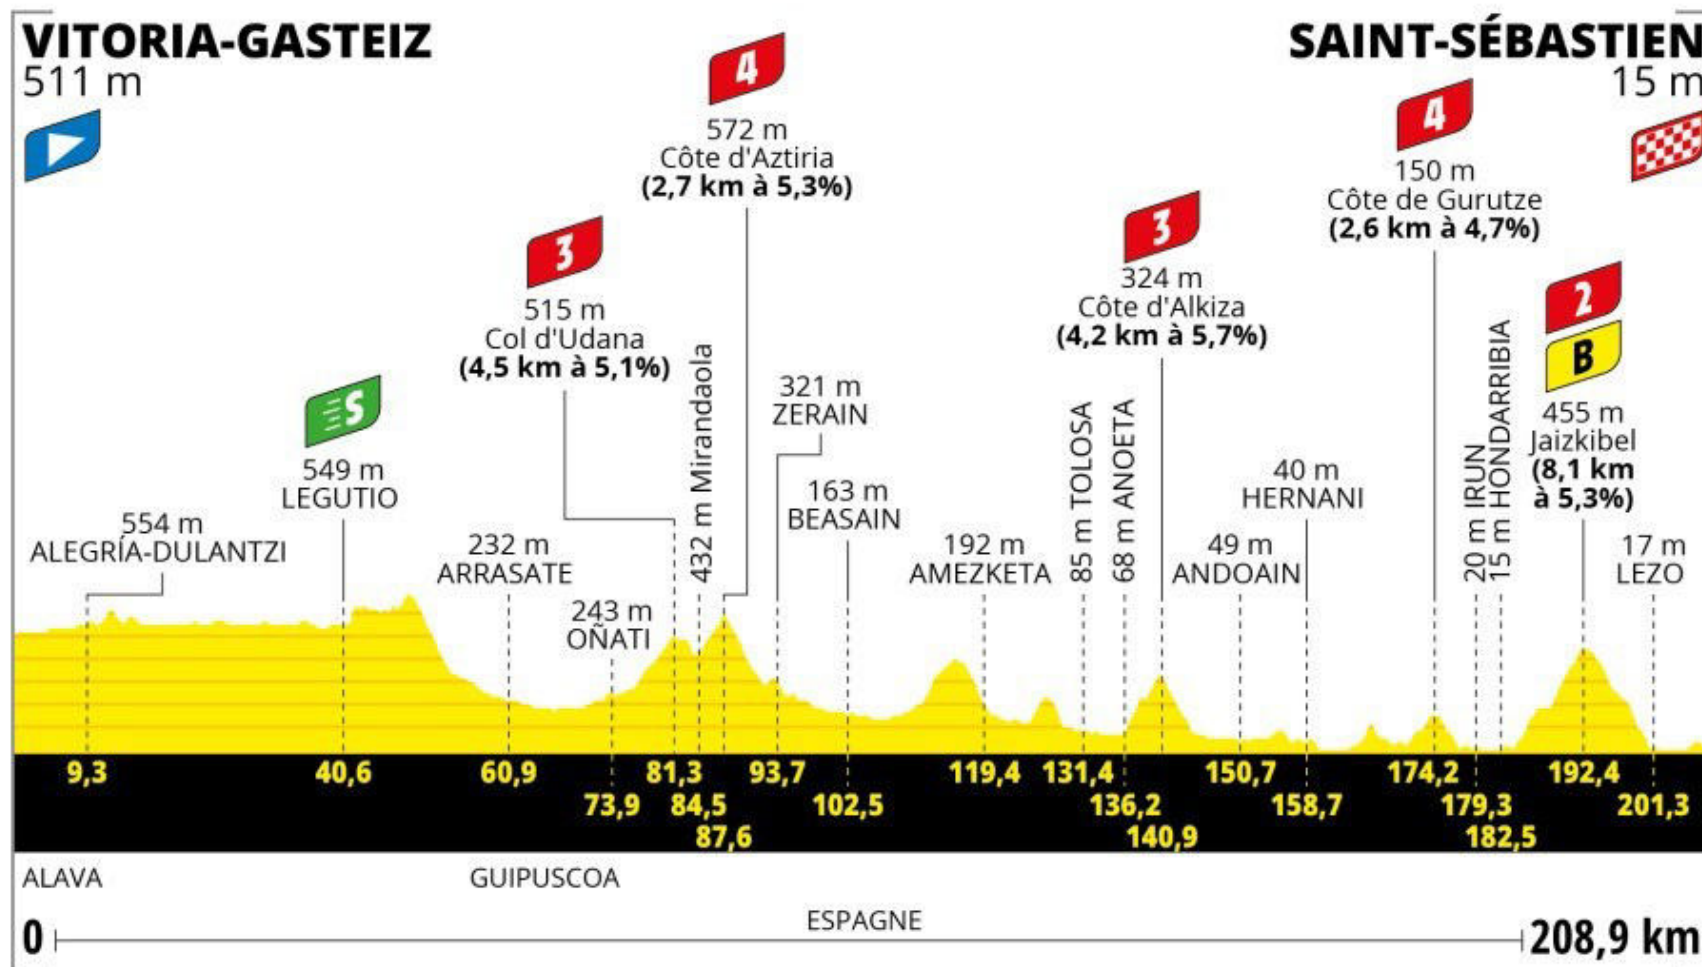 VITORIA-GASTEIZ
511 m
SAINT-SÉBASTIEN
15 m
4
572 m
Côte d'Aztiria
(2,7 km à 5,3%)
4
150 m
Côte de Gurutze
(2,6 km à 4,7%)
3
515 m
Col d'Udana
(4,5 km à 5,1%)
3
324 m
Côte d'Alkiza
(4,2 km à 5,7%)
2
B
455 m
Jaizkibel
(8,1 km
à 5,3%)
S
549 m
LEGUTIO
554 m
ALEGRÍA-DULANTZI
232 m
ARRASATE
243 m
OÑATI
432 m Mirandaola
321 m
ZERAIN
163 m
BEASAIN
192 m
AMEZKETA
85 m TOLOSA
68 m ANOETA
49 m
ANDOAIN
40 m
HERNANI
20 m IRUN
15 m HONDARRIBIA
17 m
LEZO
9,3 40,6 60,9 81,3 93,7 119,4 131,4 150,7 174,2 192,4
73,9 84,5 102,5 136,2 158,7 179,3 201,3
87,6 140,9 182,5
ALAVA GUIPUSCOA
ESPAGNE
0 208,9 km